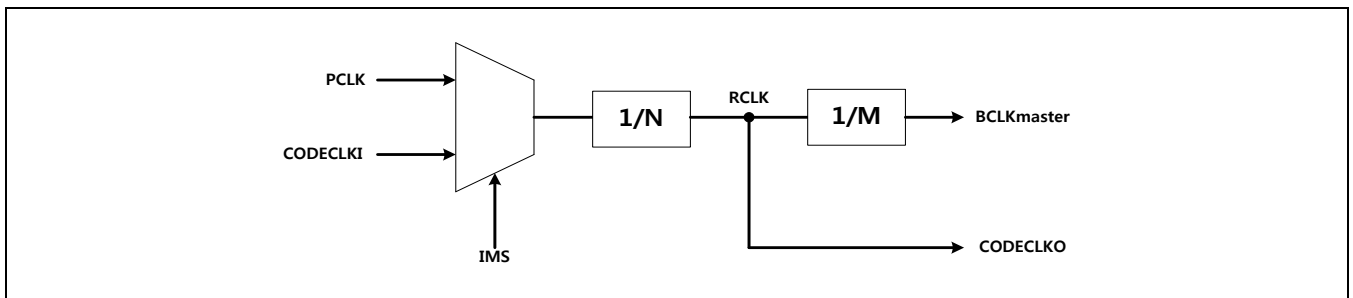 PCLK
CODECLKI
IMS
1/N
RCLK
1/M
BCLKmaster
CODECLKO